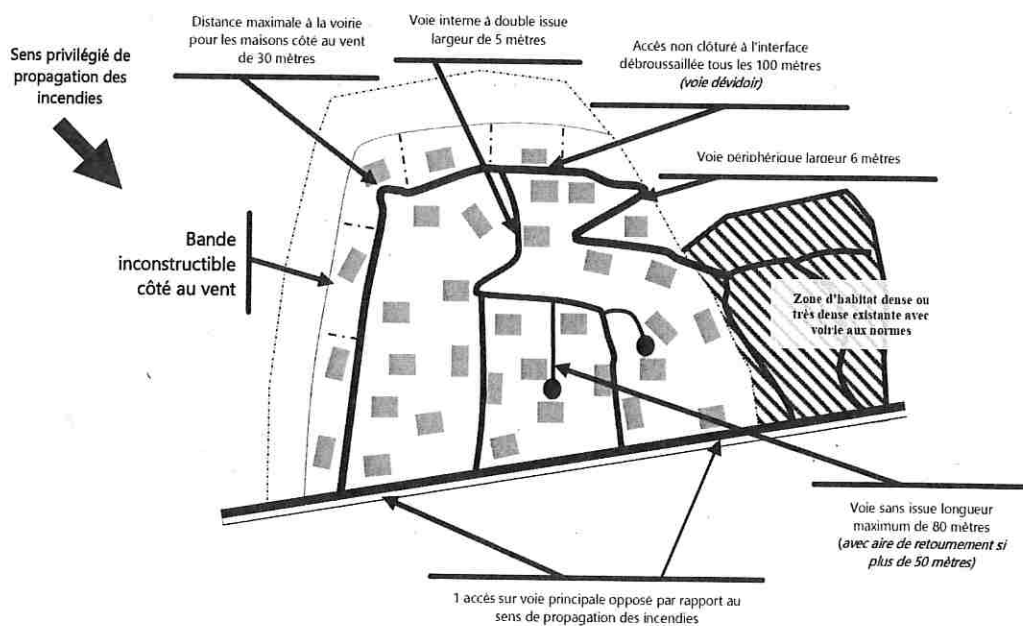 Distance maximale à la voirie
pour les maisons côté au vent
de 30 mètres
Voie interne à double issue
largeur de 5 mètres
Accès non clôturé à l'interface
débroussaillée tous les 100 mètres
(voie dévidoir)
Sens privilégié de
propagation des
incendies
Voie périphérique largeur 6 mètres
Bande
inconstructible
côté au vent
Zone d'habitat dense ou
très dense existante avec
voirie aux normes
Voie sans issue longueur
maximum de 80 mètres
(avec aire de retournement si
plus de 50 mètres)
1 accès sur voie principale opposé par rapport au
sens de propagation des incendies